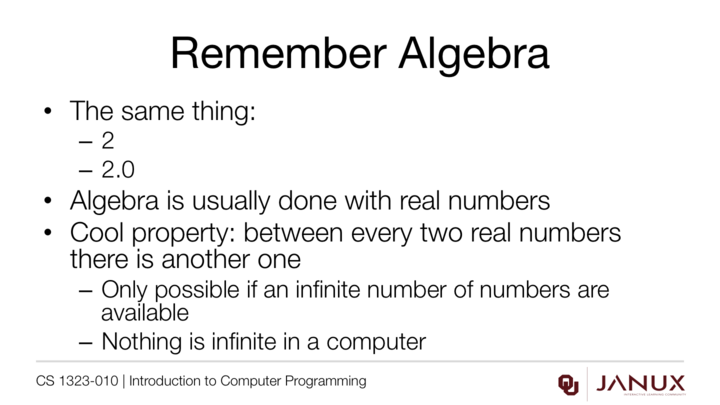 Remember Algebra
• The same thing:
– 2
– 2.0
• Algebra is usually done with real numbers
• Cool property: between every two real numbers
there is another one
– Only possible if an infinite number of numbers are
available
– Nothing is infinite in a computer
CS 1323-010 | Introduction to Computer Programming
OU
JANUX
INTERACTIVE LEARNING COMMUNITY